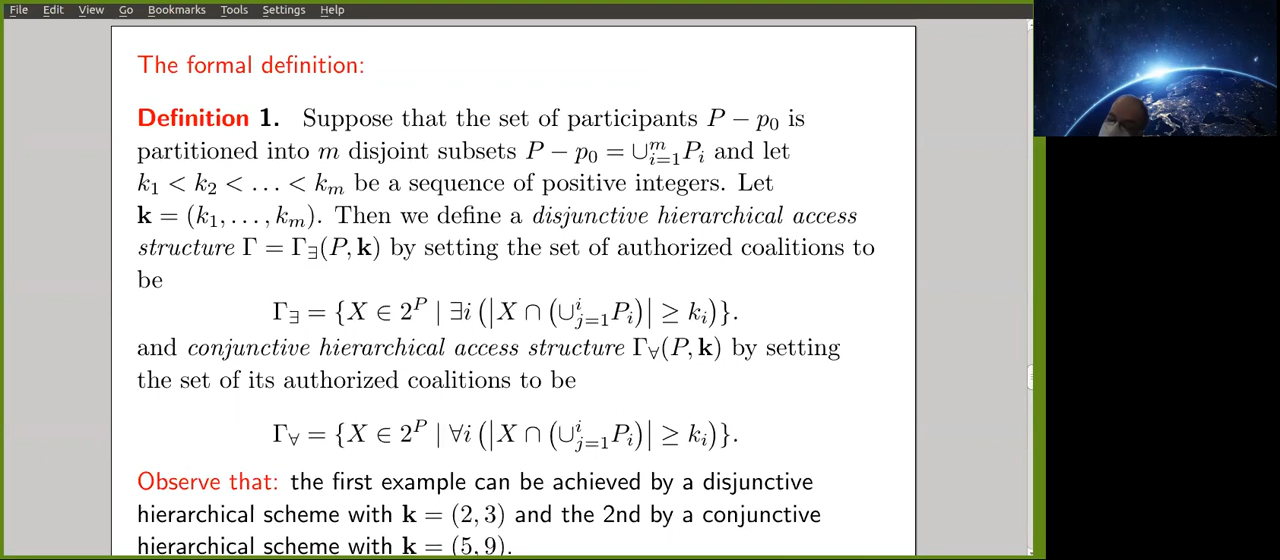 File Edit View Go Bookmarks Tools Settings Help
The formal definition:
Definition 1. Suppose that the set of participants P − p₀ is
partitioned into m disjoint subsets P − p₀ = ∪ᵐᵢ₌₁Pᵢ and let
k₁ < k₂ < … < kₘ be a sequence of positive integers. Let
k = (k₁, …, kₘ). Then we define a disjunctive hierarchical access
structure Γ = Γ∃(P, k) by setting the set of authorized coalitions to
be
Γ∃ = {X ∈ 2ᴾ | ∃i (|X ∩ (∪ⁱⱼ₌₁Pᵢ)| ≥ kᵢ)}.
and conjunctive hierarchical access structure Γ∀(P, k) by setting
the set of its authorized coalitions to be
Γ∀ = {X ∈ 2ᴾ | ∀i (|X ∩ (∪ⁱⱼ₌₁Pᵢ)| ≥ kᵢ)}.
Observe that: the first example can be achieved by a disjunctive
hierarchical scheme with k = (2, 3) and the 2nd by a conjunctive
hierarchical scheme with k = (5, 9).